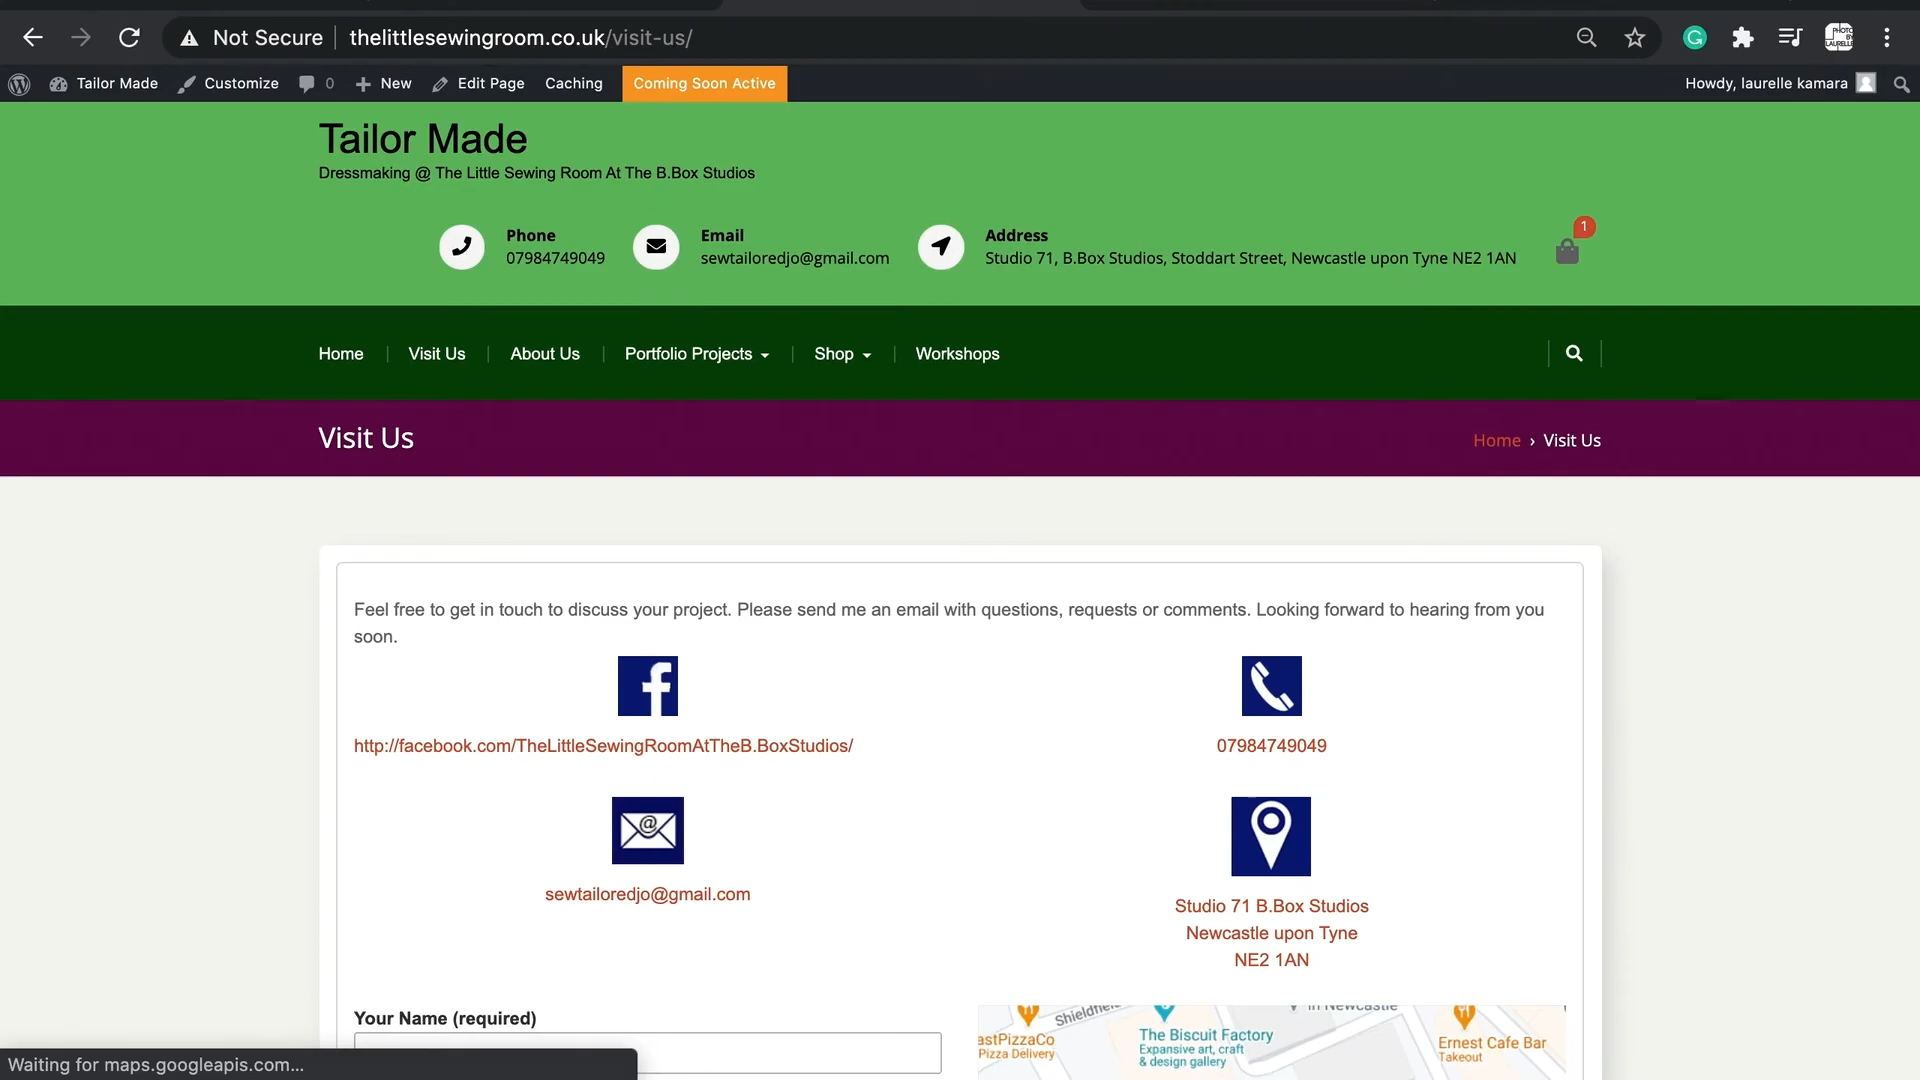 Not Secure thelittlesewingroom.co.uk/visit-us/
Tailor Made Customize 0 New Edit Page Caching Coming Soon Active Howdy, laurelle kamara
Tailor Made
Dressmaking @ The Little Sewing Room At The B.Box Studios
Phone
07984749049
Email
sewtailoredjo@gmail.com
Address
Studio 71, B.Box Studios, Stoddart Street, Newcastle upon Tyne NE2 1AN
1
Home Visit Us About Us Portfolio Projects Shop Workshops
Visit Us
Home › Visit Us
Feel free to get in touch to discuss your project. Please send me an email with questions, requests or comments. Looking forward to hearing from you
soon.
http://facebook.com/TheLittleSewingRoomAtTheB.BoxStudios/
07984749049
sewtailoredjo@gmail.com
Studio 71 B.Box Studios
Newcastle upon Tyne
NE2 1AN
Your Name (required)
in Newcastle
astPizzaCo
Pizza Delivery
The Biscuit Factory
Expansive art, craft
& design gallery
Ernest Cafe Bar
Takeout
Waiting for maps.googleapis.com...